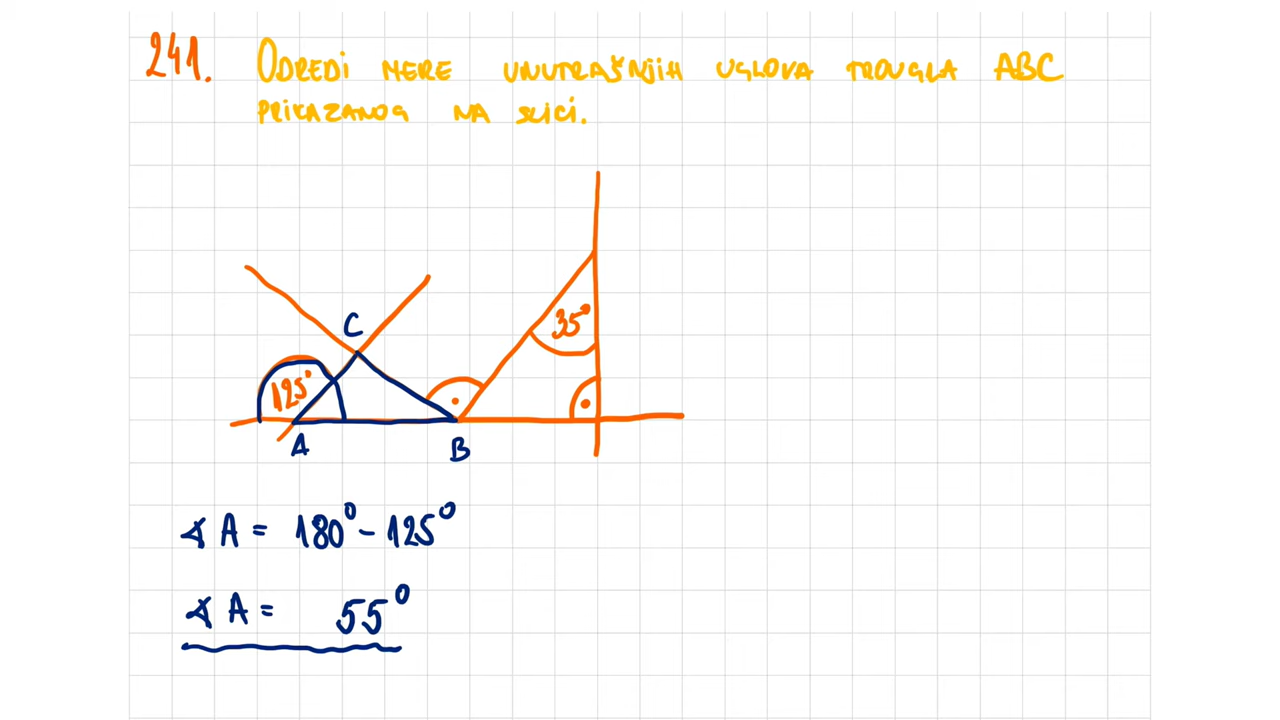 241. ODREDI MERE UNUTRAŠNJIH UGLOVA TROUGLA ABC
PRIKAZANOG NA SLICI.
C
35°
125°
A
B
∢ A = 180° - 125°
∢ A = 55°